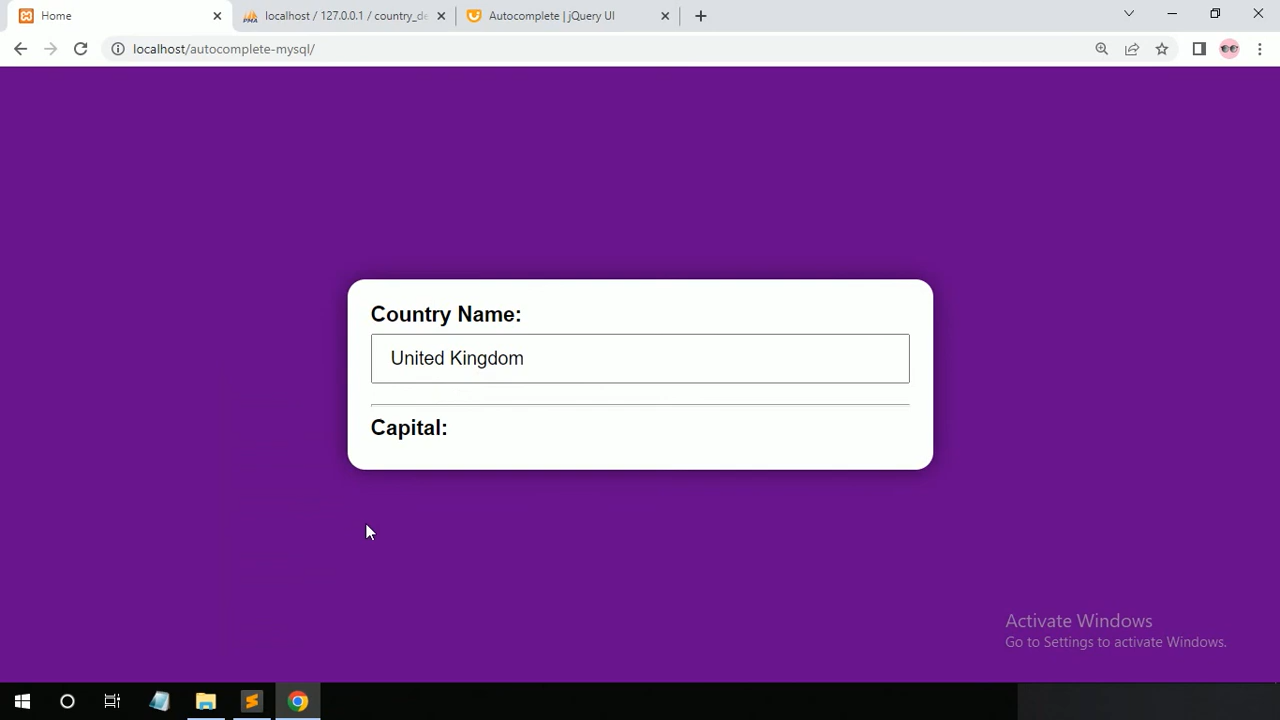 Home
localhost / 127.0.0.1 / country_de
Autocomplete | jQuery UI
localhost/autocomplete-mysql/
Country Name:
United Kingdom
Capital:
Activate Windows
Go to Settings to activate Windows.